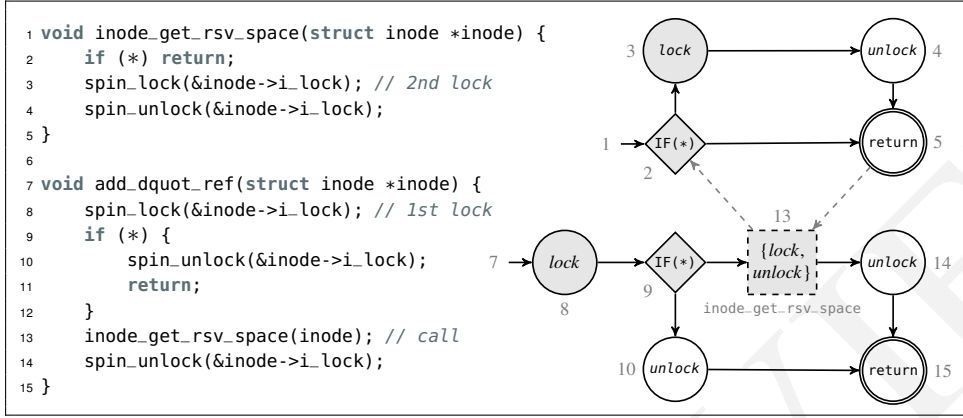 1 void inode_get_rsv_space(struct inode *inode) {
2 if (*) return;
3 spin_lock(&inode->i_lock); // 2nd lock
4 spin_unlock(&inode->i_lock);
5 }
6
7 void add_dquot_ref(struct inode *inode) {
8 spin_lock(&inode->i_lock); // 1st lock
9 if (*) {
10 spin_unlock(&inode->i_lock);
11 return;
12 }
13 inode_get_rsv_space(inode); // call
14 spin_unlock(&inode->i_lock);
15 }
3 lock unlock 4
1 IF(*) return 5
2
13
7 lock IF(*) {lock, unlock 14
unlock}
8 9 inode_get_rsv_space
10 unlock return 15